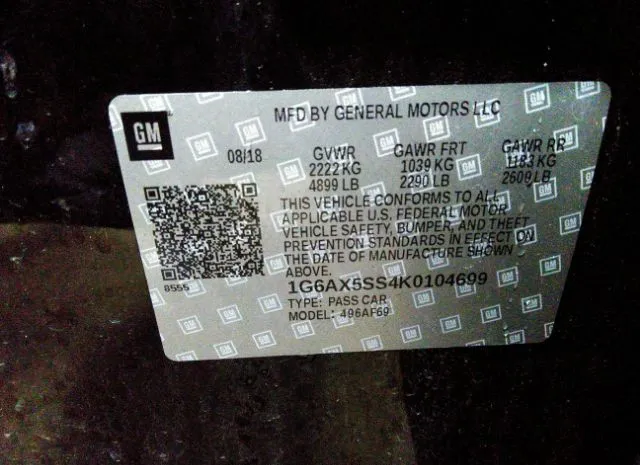 MFD BY GENERAL MOTORS LLC
GM
08/18 GVWR GAWR FRT GAWR RR
2222 KG 1039 KG 1183 KG
4899 LB 2290 LB 2609 LB
THIS VEHICLE CONFORMS TO ALL
APPLICABLE U.S. FEDERAL MOTOR
VEHICLE SAFETY, BUMPER, AND THEFT
PREVENTION STANDARDS IN EFFECT ON
THE DATE OF MANUFACTURE SHOWN
ABOVE.
8555
1G6AX5SS4K0104699
TYPE: PASS CAR
MODEL: 496AF69